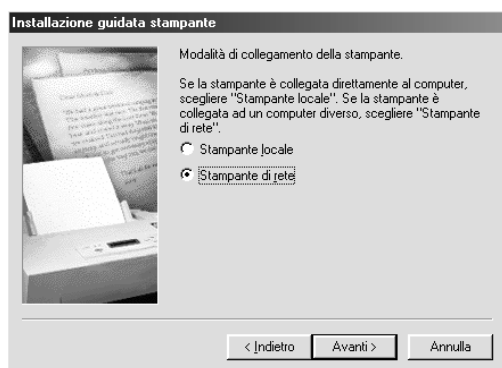 Installazione guidata stampante
Modalità di collegamento della stampante.
Se la stampante è collegata direttamente al computer,
scegliere "Stampante locale". Se la stampante è
collegata ad un computer diverso, scegliere "Stampante
di rete".
Stampante locale
Stampante di rete
< Indietro
Avanti >
Annulla